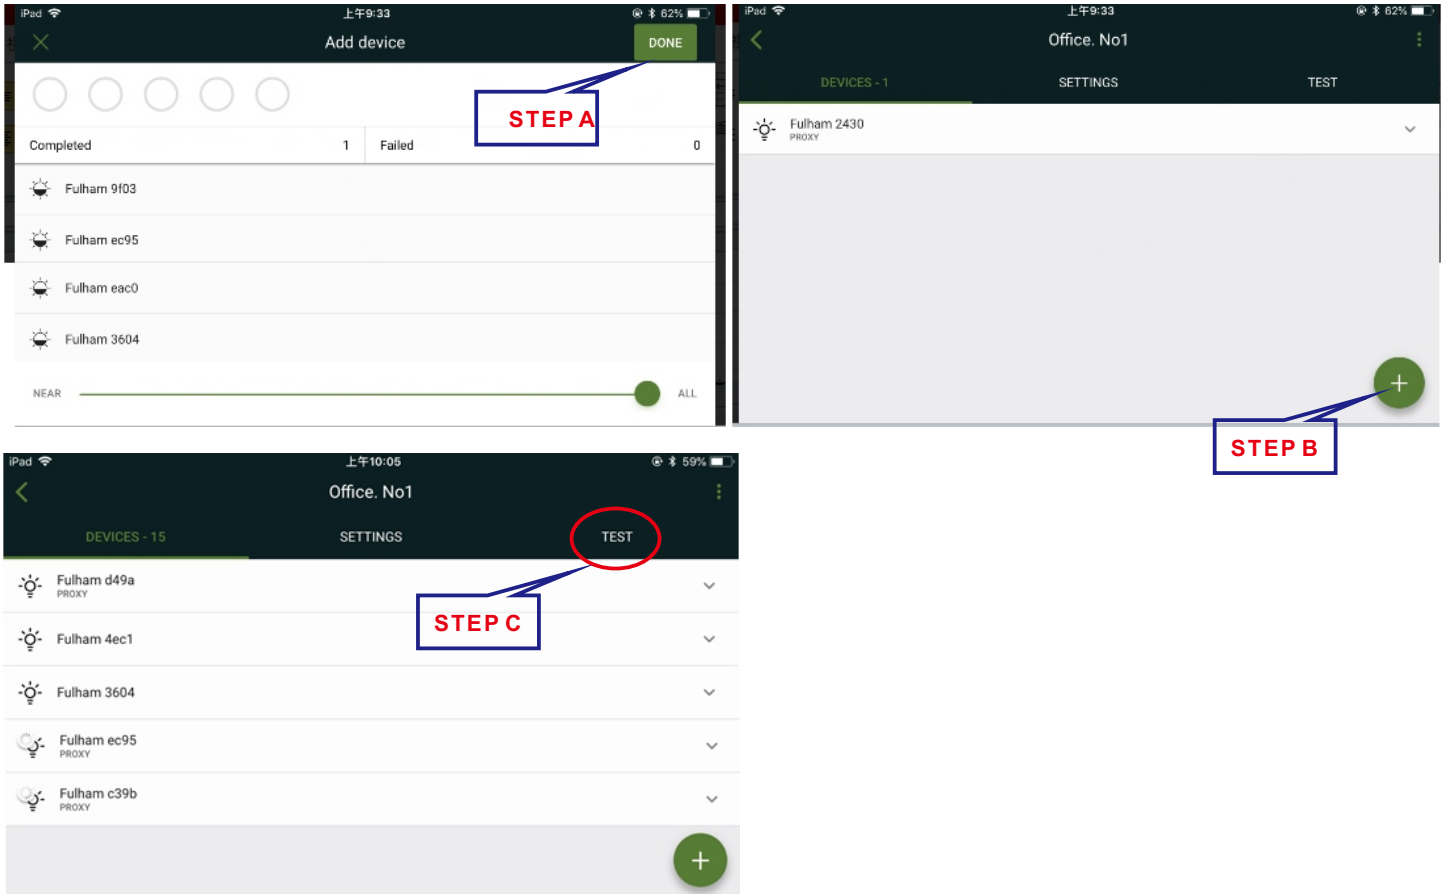 iPad 上午9:33 62%
Add device DONE
STEP A
Completed 1 Failed 0
Fulham 9f03
Fulham ec95
Fulham eac0
Fulham 3604
NEAR ALL
iPad 上午9:33 62%
Office. No1
DEVICES - 1 SETTINGS TEST
Fulham 2430
PROXY
+
STEP B
iPad 上午10:05 59%
Office. No1
DEVICES - 15 SETTINGS TEST
Fulham d49a
PROXY
STEP C
Fulham 4ec1
Fulham 3604
Fulham ec95
PROXY
Fulham c39b
PROXY
+